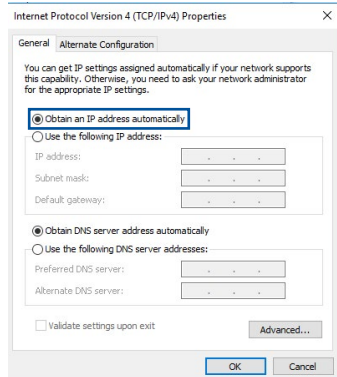 Internet Protocol Version 4 (TCP/IPv4) Properties
General Alternate Configuration
You can get IP settings assigned automatically if your network supports
this capability. Otherwise, you need to ask your network administrator
for the appropriate IP settings.
Obtain an IP address automatically
Use the following IP address:
IP address:
Subnet mask:
Default gateway:
Obtain DNS server address automatically
Use the following DNS server addresses:
Preferred DNS server:
Alternate DNS server:
Validate settings upon exit
Advanced...
OK Cancel